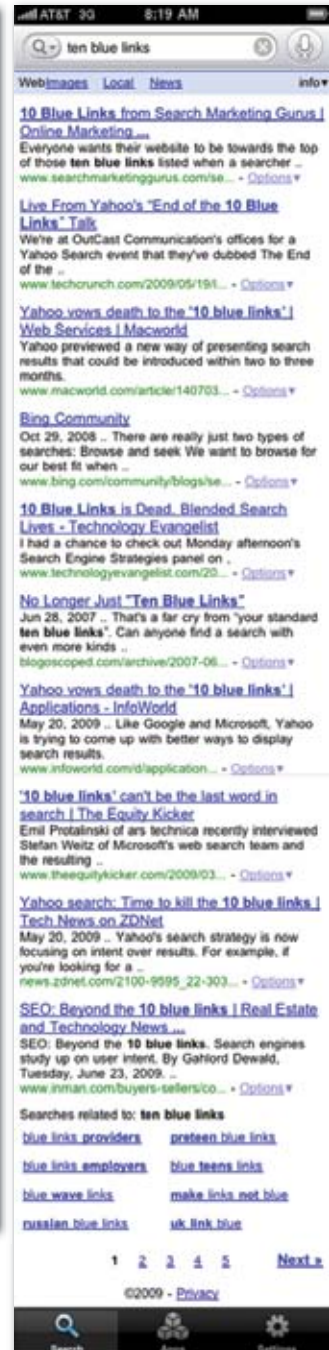 AT&T 3G 8:19 AM
ten blue links
Web Images Local News info▾
10 Blue Links from Search Marketing Gurus |
Online Marketing ...
Everyone wants their website to be towards the top
of those ten blue links listed when a searcher ..
www.searchmarketinggurus.com/se... - Options▾
Live From Yahoo's "End of the 10 Blue
Links" Talk
We're at OutCast Communication's offices for a
Yahoo Search event that they've dubbed The End
of the ..
www.techcrunch.com/2009/05/19/l... - Options▾
Yahoo vows death to the '10 blue links' |
Web Services | Macworld
Yahoo previewed a new way of presenting search
results that could be introduced within two to three
months.
www.macworld.com/article/140703... - Options▾
Bing Community
Oct 29, 2008 .. There are really just two types of
searches: Browse and seek We want to browse for
our best fit when ..
www.bing.com/community/blogs/se... - Options▾
10 Blue Links is Dead. Blended Search
Lives - Technology Evangelist
I had a chance to check out Monday afternoon's
Search Engine Strategies panel on ,
www.technologyevangelist.com/20... - Options▾
No Longer Just "Ten Blue Links"
Jun 28, 2007 .. That's a far cry from "your standard
ten blue links". Can anyone find a search with
even more kinds ..
blogoscoped.com/archive/2007-06... - Options▾
Yahoo vows death to the '10 blue links' |
Applications - InfoWorld
May 20, 2009 .. Like Google and Microsoft, Yahoo
is trying to come up with better ways to display
search results.
www.infoworld.com/d/application... - Options▾
'10 blue links' can't be the last word in
search | The Equity Kicker
Emil Protalinski of ars technica recently interviewed
Stefan Weitz of Microsoft's web search team and
the resulting ..
www.theequitykicker.com/2009/03... - Options▾
Yahoo search: Time to kill the 10 blue links |
Tech News on ZDNet
May 20, 2009 .. Yahoo's search strategy is now
focusing on intent over results. For example, if
you're looking for a ..
news.zdnet.com/2100-9595_22-303... - Options▾
SEO: Beyond the 10 blue links | Real Estate
and Technology News ...
SEO: Beyond the 10 blue links. Search engines
study up on user intent. By Gahlord Dewald,
Tuesday, June 23, 2009. ..
www.inman.com/buyers-sellers/co... - Options▾
Searches related to: ten blue links
blue links providers preteen blue links
blue links employers blue teens links
blue wave links make links not blue
russian blue links uk link blue
1 2 3 4 5 Next »
©2009 - Privacy
Search Apps Settings